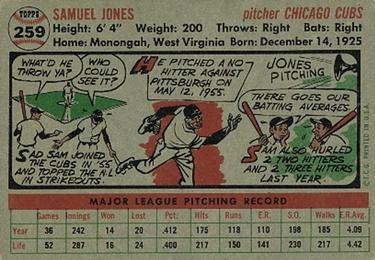 TOPPS
259
SAMUEL JONES
pitcher CHICAGO CUBS
Height: 6' 4" Weight: 200 Throws: Right Bats: Right
Home: Monongah, West Virginia Born: December 14, 1925
WHAT'D HE
THROW YA?
WHO
COULD
SEE IT?
SAD SAM JOINED
THE CUBS IN '55
AND TOPPED THE N.L.
IN STRIKEOUTS.
HE PITCHED A NO
HITTER AGAINST
PITTSBURGH ON
MAY 12, 1955.
JONES
PITCHING
THERE GOES OUR
BATTING AVERAGES
SAM ALSO HURLED
2 TWO HITTERS
AND 2 THREE HITTERS
LAST YEAR.
© T.C.G. PRINTED IN U.S.A.
MAJOR LEAGUE PITCHING RECORD
Games Innings Won Lost Pct. Hits Runs E.R. S.O. Walks E.R.Avg.
Year 36 242 14 20 .412 175 118 110 198 185 4.09
Life 52 287 16 24 .400 227 150 141 230 217 4.42